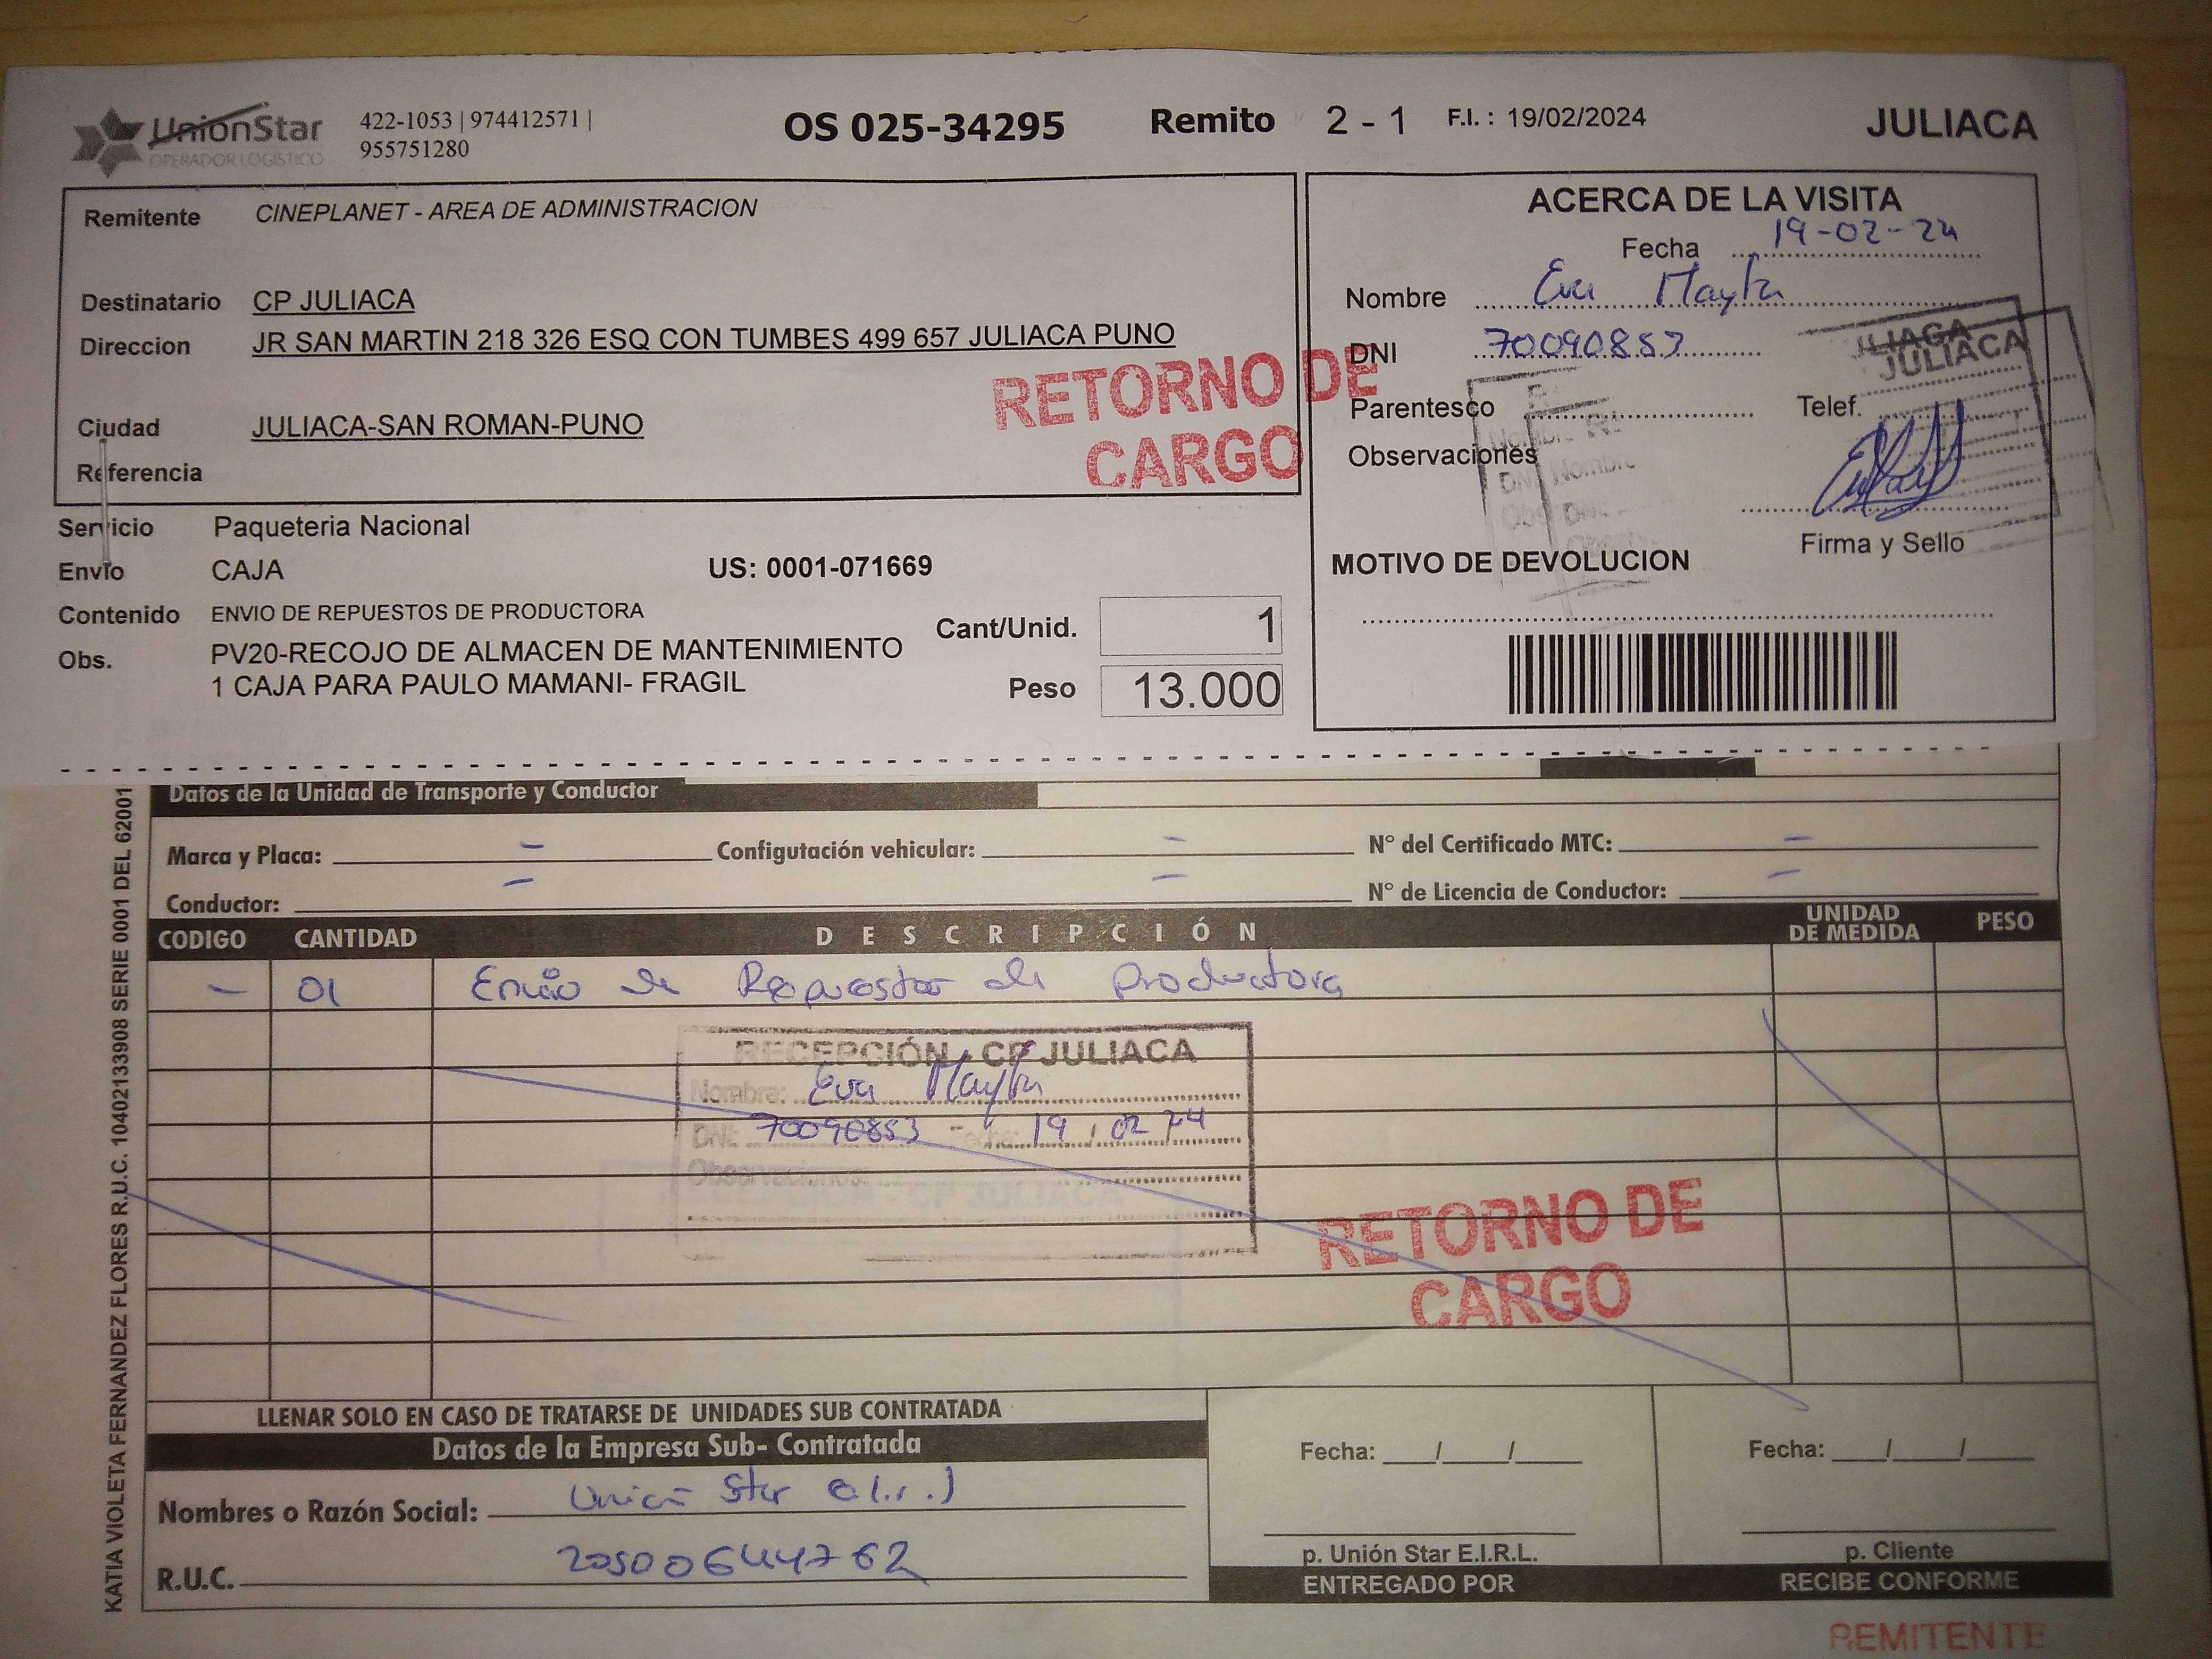 UnionStar
OPERADOR LOGISTICO
422-1053 | 974412571 |
955751280
OS 025-34295
Remito 2 - 1
F.I. : 19/02/2024
JULIACA
Remitente CINEPLANET - AREA DE ADMINISTRACION
Destinatario CP JULIACA
Direccion JR SAN MARTIN 218 326 ESQ CON TUMBES 499 657 JULIACA PUNO
Ciudad JULIACA-SAN ROMAN-PUNO
Referencia
RETORNO DE
CARGO
ACERCA DE LA VISITA
Fecha 19-02-24
Nombre Eva Mayta
DNI 70090853
JULIACA
Parentesco
Telef.
Observaciones
Firma y Sello
MOTIVO DE DEVOLUCION
Servicio Paqueteria Nacional
Envio CAJA
US: 0001-071669
Contenido ENVIO DE REPUESTOS DE PRODUCTORA
Cant/Unid. 1
Obs. PV20-RECOJO DE ALMACEN DE MANTENIMIENTO
1 CAJA PARA PAULO MAMANI- FRAGIL
Peso 13.000
Datos de la Unidad de Transporte y Conductor
Marca y Placa: -
Configutación vehicular: -
N° del Certificado MTC: -
Conductor: -
-
N° de Licencia de Conductor: -
CODIGO CANTIDAD DESCRIPCIÓN UNIDAD DE MEDIDA PESO
- 01 Envio de Repuestos de Productora
RECEPCIÓN - CP JULIACA
Nombre: Eva Mayta
DNI: 70090853 Fecha: 19 / 02 / 24
Observaciones:
RETORNO DE
CARGO
LLENAR SOLO EN CASO DE TRATARSE DE UNIDADES SUB CONTRATADA
Datos de la Empresa Sub- Contratada
Nombres o Razón Social: Union Star e.i.r.l
R.U.C.
Fecha: ___/___/___
p. Unión Star E.I.R.L.
ENTREGADO POR
Fecha: ___/___/___
p. Cliente
RECIBE CONFORME
REMITENTE
KATIA VIOLETA FERNANDEZ FLORES R.U.C. 10402133908 SERIE 0001 DEL 62001